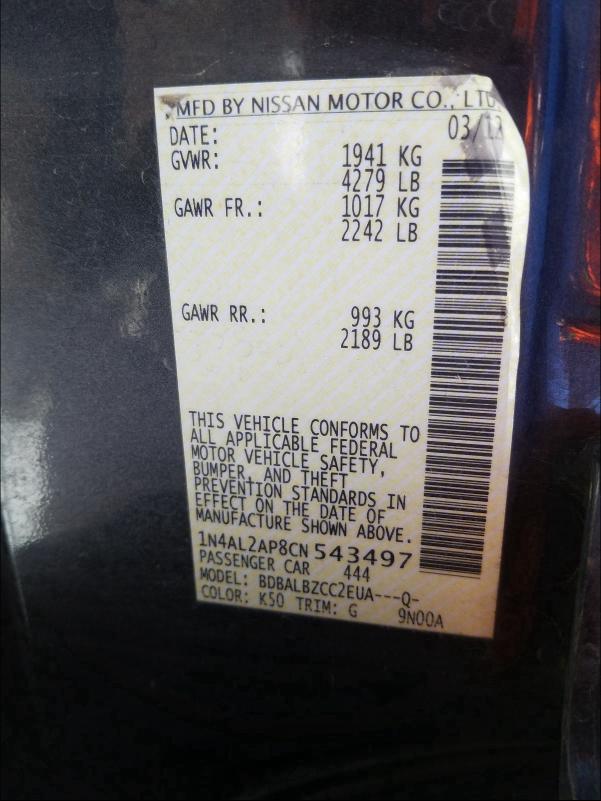 MFD BY NISSAN MOTOR CO., LTD.
DATE: 03/12
GVWR: 1941 KG
4279 LB
GAWR FR.: 1017 KG
2242 LB
GAWR RR.: 993 KG
2189 LB
THIS VEHICLE CONFORMS TO
ALL APPLICABLE FEDERAL
MOTOR VEHICLE SAFETY,
BUMPER, AND THEFT
PREVENTION STANDARDS IN
EFFECT ON THE DATE OF
MANUFACTURE SHOWN ABOVE.
1N4AL2AP8CN543497
PASSENGER CAR 444
MODEL: BDBALBZCC2EUA---Q-
COLOR: K50 TRIM: G 9N00A